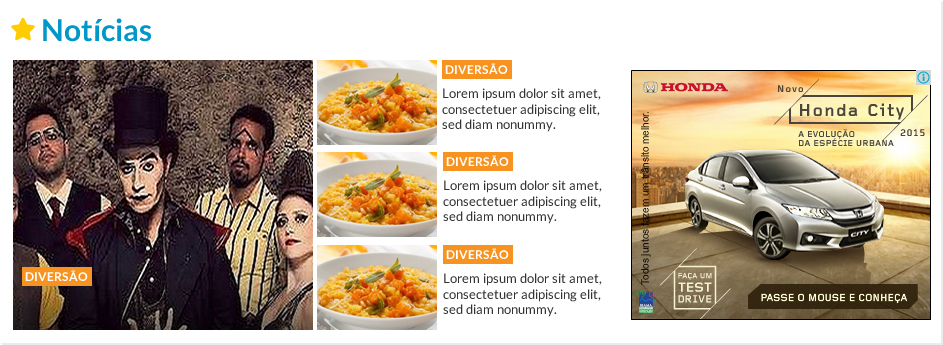 Notícias
DIVERSÃO
DIVERSÃO
Lorem ipsum dolor sit amet,
consectetuer adipiscing elit,
sed diam nonummy.
DIVERSÃO
Lorem ipsum dolor sit amet,
consectetuer adipiscing elit,
sed diam nonummy.
DIVERSÃO
Lorem ipsum dolor sit amet,
consectetuer adipiscing elit,
sed diam nonummy.
HONDA
Novo
Honda City
2015
A EVOLUÇÃO
DA ESPÉCIE URBANA
Todos juntos fazem um trânsito melhor.
CITY
FAÇA UM
TEST
DRIVE
PASSE O MOUSE E CONHEÇA